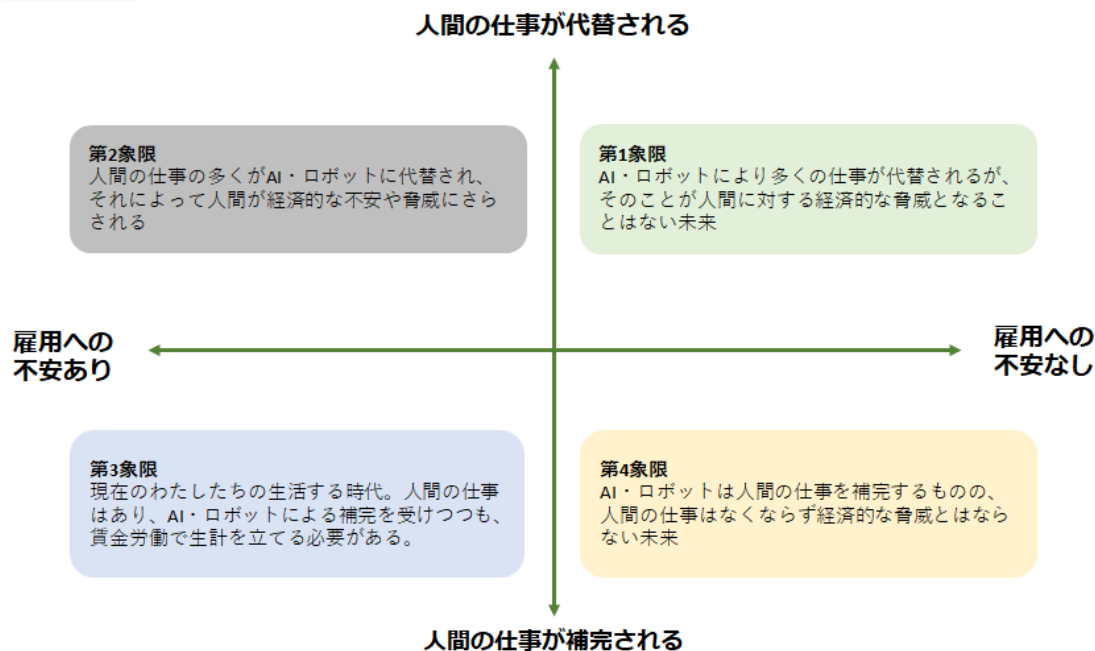 人間の仕事が代替される
第2象限
人間の仕事の多くがAI・ロボットに代替され、
それによって人間が経済的な不安や脅威にさら
される
第1象限
AI・ロボットにより多くの仕事が代替されるが、
そのことが人間に対する経済的な脅威となるこ
とはない未来
雇用への
不安あり
雇用への
不安なし
第3象限
現在のわたしたちの生活する時代。人間の仕事
はあり、AI・ロボットによる補完を受けつつも、
賃金労働で生計を立てる必要がある。
第4象限
AI・ロボットは人間の仕事を補完するものの、
人間の仕事はなくならず経済的な脅威とはなら
ない未来
人間の仕事が補完される